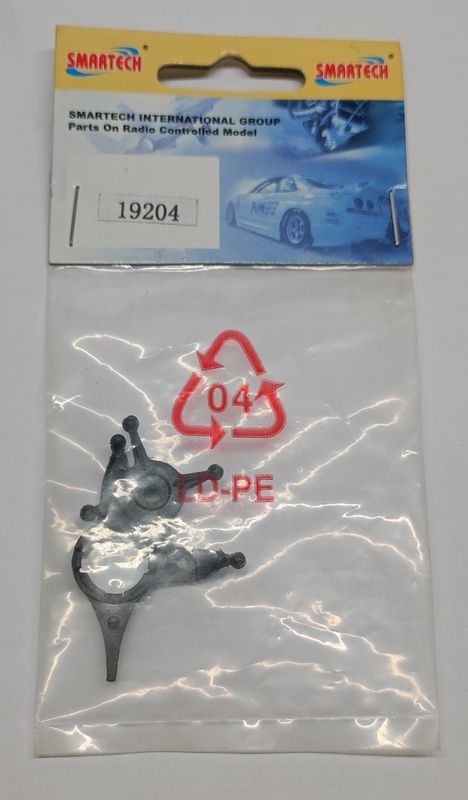 SMARTECH
SMARTECH
SMARTECH INTERNATIONAL GROUP
Parts On Radio Controlled Model
19204
04
LD-PE